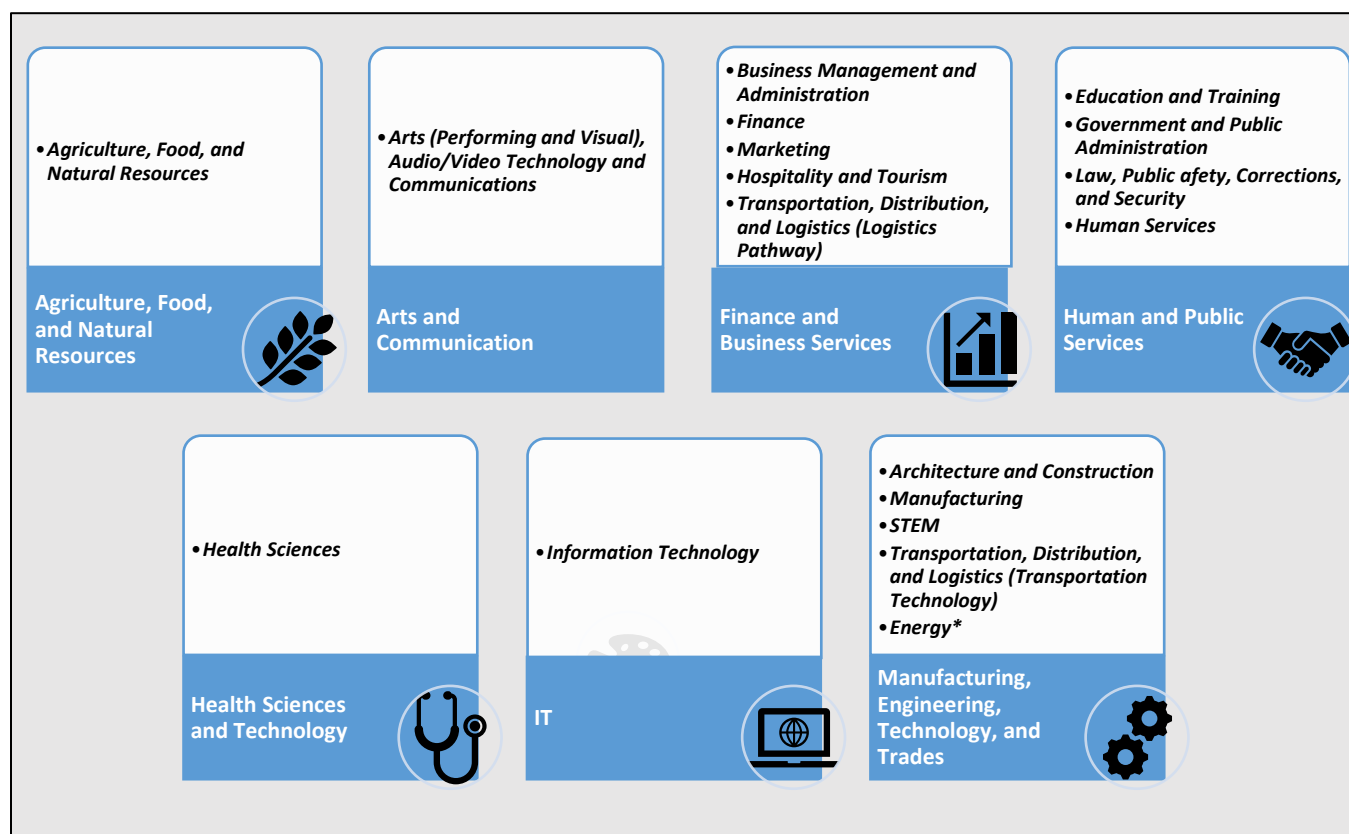 •Agriculture, Food, and
Natural Resources
Agriculture, Food,
and Natural
Resources
•Arts (Performing and Visual),
Audio/Video Technology and
Communications
Arts and
Communication
•Business Management and
Administration
•Finance
•Marketing
•Hospitality and Tourism
•Transportation, Distribution,
and Logistics (Logistics
Pathway)
Finance and
Business Services
•Education and Training
•Government and Public
Administration
•Law, Public afety, Corrections,
and Security
•Human Services
Human and Public
Services
•Health Sciences
Health Sciences
and Technology
•Information Technology
IT
•Architecture and Construction
•Manufacturing
•STEM
•Transportation, Distribution,
and Logistics (Transportation
Technology)
•Energy*
Manufacturing,
Engineering,
Technology, and
Trades